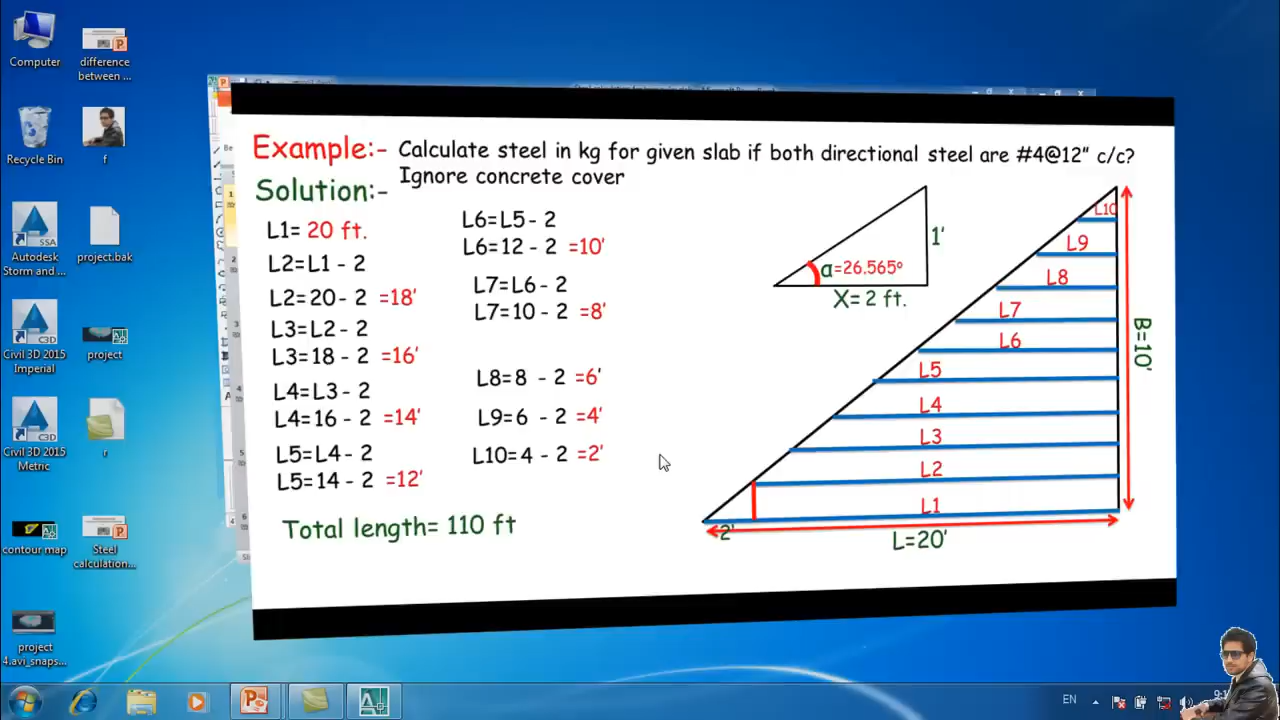 Computer
difference
between ...
Recycle Bin
f
Autodesk
Storm and ...
project.bak
Civil 3D 2015
Imperial
project
Civil 3D 2015
Metric
r
contour map
Steel
calculation...
project
4.avi_snaps...
Example:- Calculate steel in kg for given slab if both directional steel are #4@12” c/c?
Ignore concrete cover
Solution:-
L1= 20 ft.
L2=L1 - 2
L2=20 - 2 =18'
L3=L2 - 2
L3=18 - 2 =16'
L4=L3 - 2
L4=16 - 2 =14'
L5=L4 - 2
L5=14 - 2 =12'
L6=L5 - 2
L6=12 - 2 =10'
L7=L6 - 2
L7=10 - 2 =8'
L8=8 - 2 =6'
L9=6 - 2 =4'
L10=4 - 2 =2'
Total length= 110 ft
1'
α=26.565°
X= 2 ft.
L10
L9
L8
L7
L6
L5
L4
L3
L2
L1
2'
L=20'
B=10'
EN